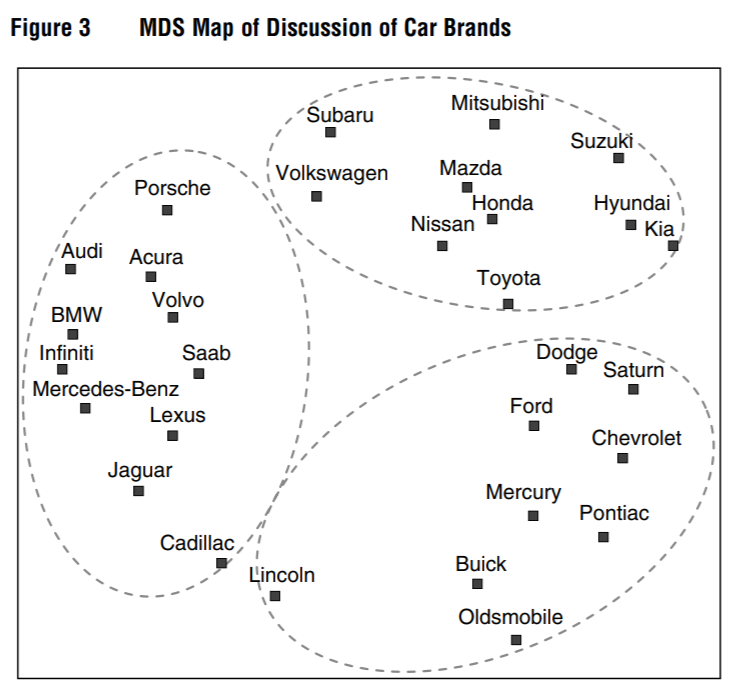 Figure 3 MDS Map of Discussion of Car Brands
Subaru
Mitsubishi
Suzuki
Volkswagen
Mazda
Honda
Hyundai
Nissan
Kia
Toyota
Porsche
Audi
Acura
Volvo
BMW
Infiniti
Saab
Mercedes-Benz
Lexus
Jaguar
Cadillac
Dodge
Saturn
Ford
Chevrolet
Mercury
Pontiac
Buick
Lincoln
Oldsmobile